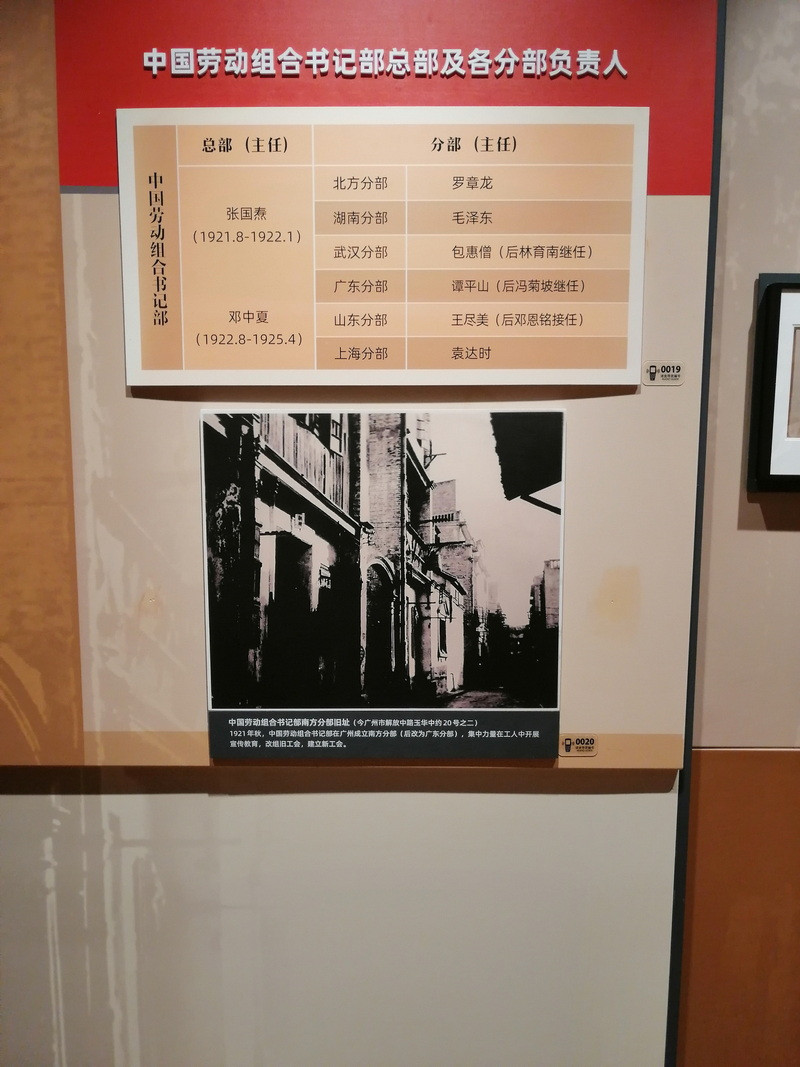 中国劳动组合书记部总部及各分部负责人
中国劳动组合书记部
总部（主任）
分部（主任）
张国焘
（1921.8-1922.1）
邓中夏
（1922.8-1925.4）
北方分部 罗章龙
湖南分部 毛泽东
武汉分部 包惠僧（后林育南继任）
广东分部 谭平山（后冯菊坡继任）
山东分部 王尽美（后邓恩铭接任）
上海分部 袁达时
0019
中国劳动组合书记部南方分部旧址（今广州市解放中路玉华中约20号之二）
1921年秋，中国劳动组合书记部在广州成立南方分部（后改为广东分部），集中力量在工人中开展
宣传教育，改组旧工会，建立新工会。
0020